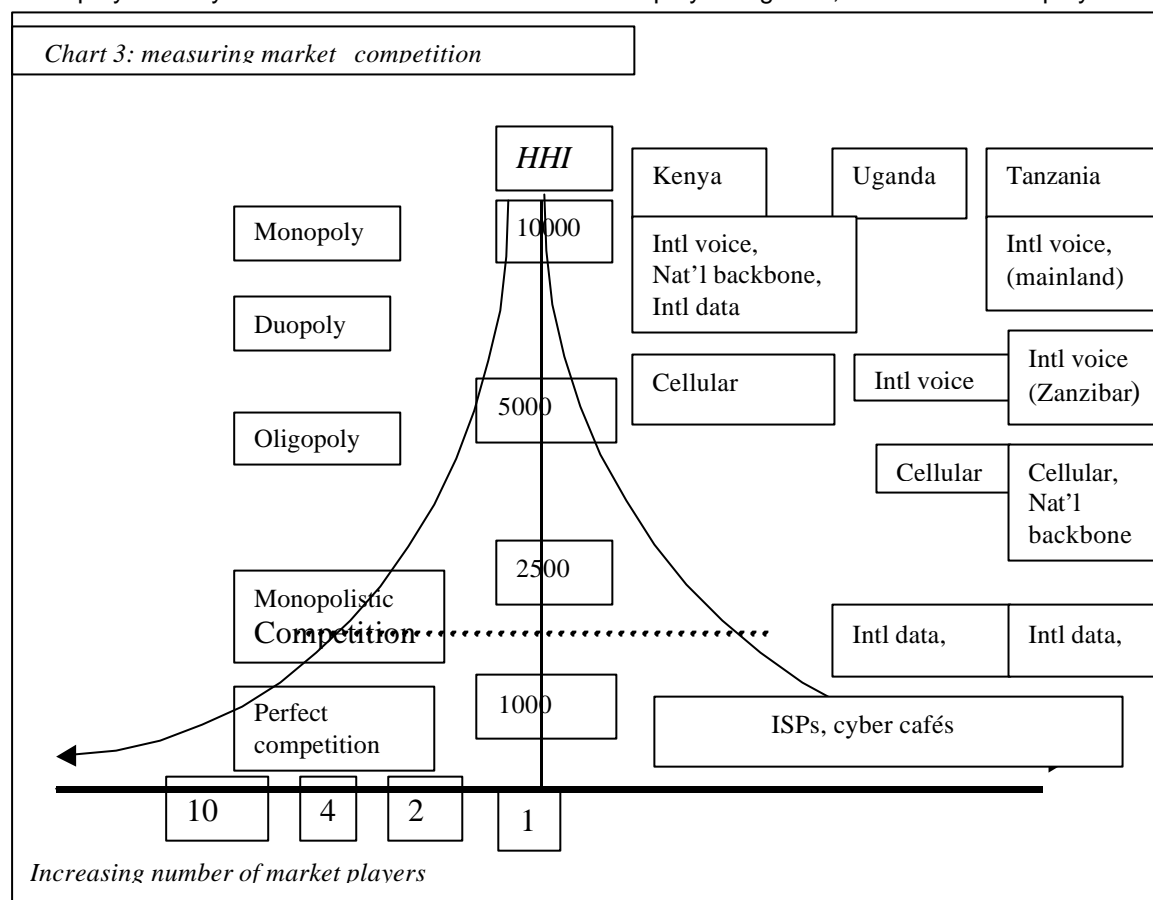 Chart 3: measuring market competition
HHI
Kenya
Uganda
Tanzania
Monopoly
10000
Intl voice,
Nat’l backbone,
Intl data
Intl voice,
(mainland)
Duopoly
Cellular
Intl voice
Intl voice
(Zanzibar)
5000
Oligopoly
Cellular
Cellular,
Nat’l
backbone
2500
Monopolistic
Competition
Intl data,
Intl data,
1000
Perfect
competition
ISPs, cyber cafés
10
4
2
1
Increasing number of market players